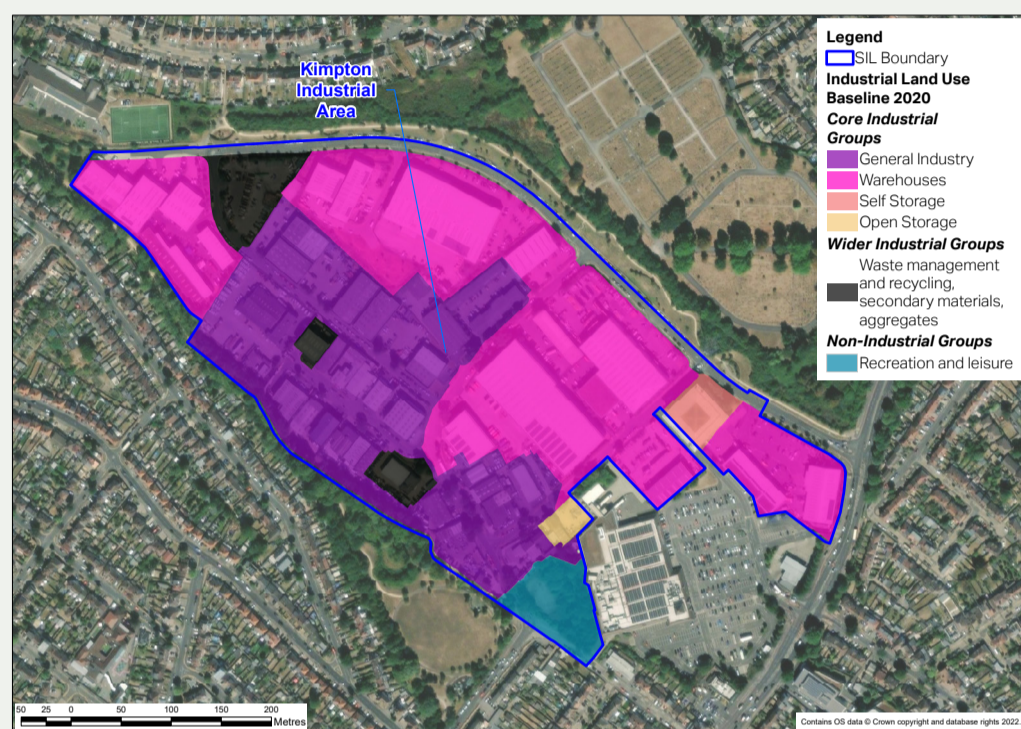 Kimpton
Industrial
Area
Legend
SIL Boundary
Industrial Land Use
Baseline 2020
Core Industrial
Groups
General Industry
Warehouses
Self Storage
Open Storage
Wider Industrial Groups
Waste management
and recycling,
secondary materials,
aggregates
Non-Industrial Groups
Recreation and leisure
50 25 0 50 100 150 200
Metres
Contains OS data © Crown copyright and database rights 2022.